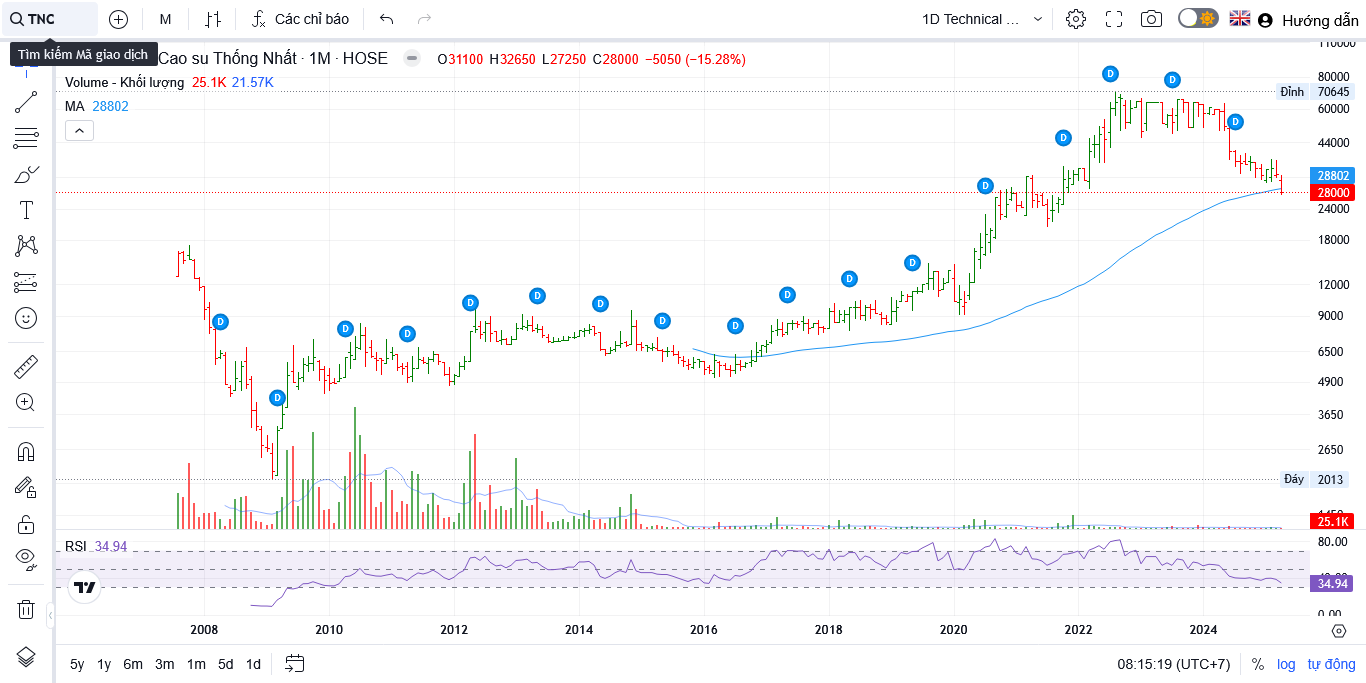 TNC
M
Các chỉ báo
1D Technical ...
Hướng dẫn
Tìm kiếm Mã giao dịch
Cao su Thống Nhất · 1M · HOSE
O31100 H32650 L27250 C28000 −5050 (−15.28%)
Volume - Khối lượng 25.1K 21.57K
MA 28802
110000
80000
Đỉnh 70645
60000
44000
28802
28000
24000
18000
12000
9000
6500
4900
3650
2650
Đáy 2013
1450
25.1K
D D D D D D D D D D D D D D D D D
RSI 34.94
80.00
40.00
34.94
0.00
2008 2010 2012 2014 2016 2018 2020 2022 2024
5y 1y 6m 3m 1m 5d 1d
08:15:19 (UTC+7) % log tự động